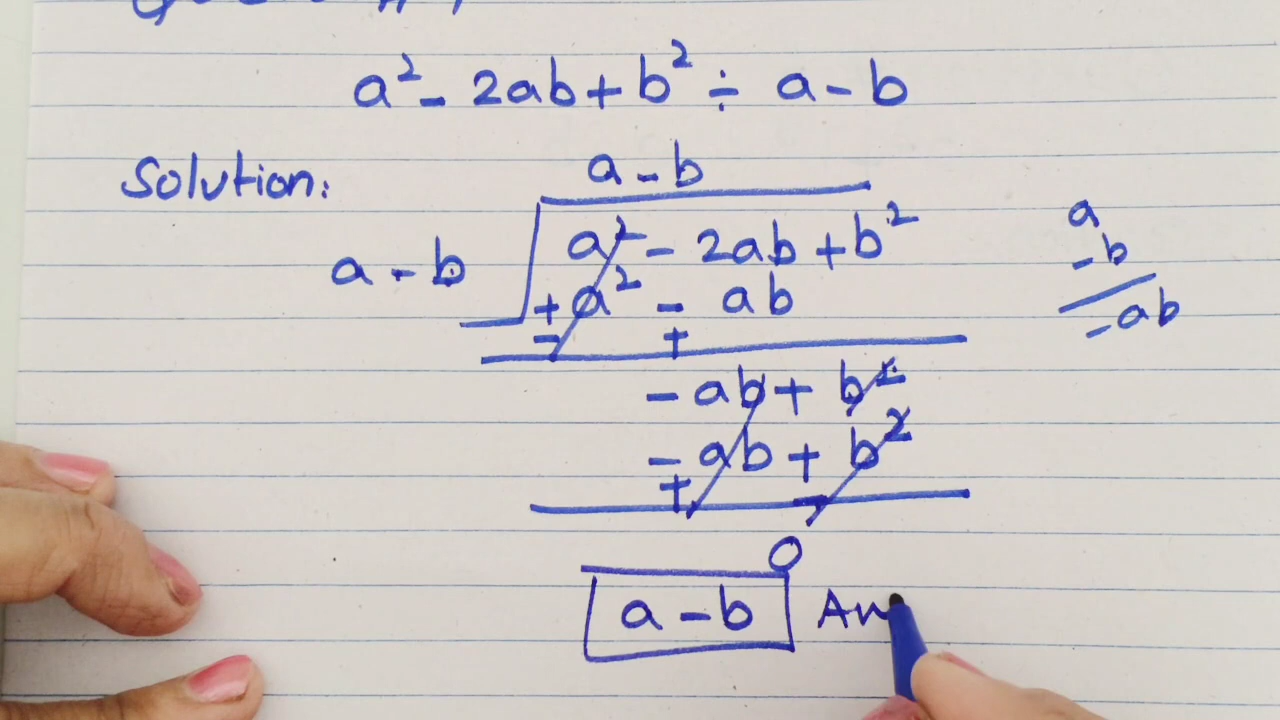 a² - 2ab + b² ÷ a - b
Solution:
a - b
a - b
a² - 2ab + b²
+a² - ab
- +
-ab + b²
-ab + b²
+ -
0
a - b
An
a
-b
-ab